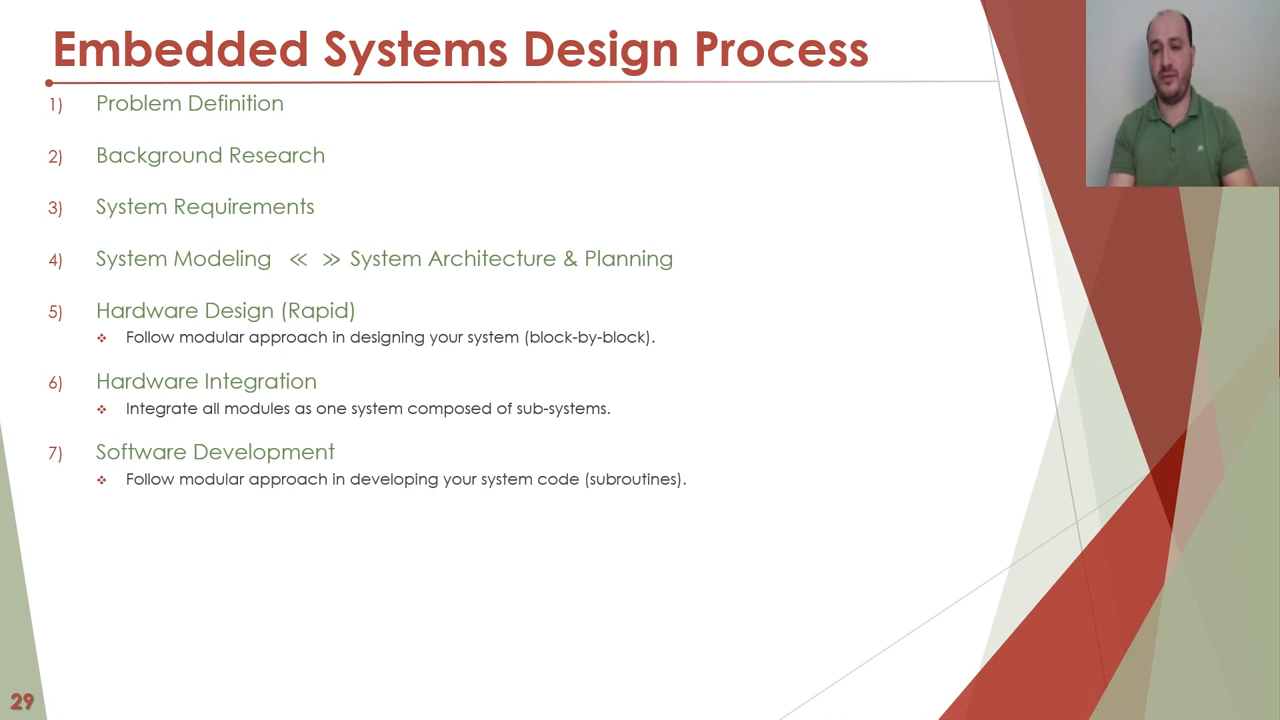 Embedded Systems Design Process
1) Problem Definition
2) Background Research
3) System Requirements
4) System Modeling ≪ ≫ System Architecture & Planning
5) Hardware Design (Rapid)
❖ Follow modular approach in designing your system (block-by-block).
6) Hardware Integration
❖ Integrate all modules as one system composed of sub-systems.
7) Software Development
❖ Follow modular approach in developing your system code (subroutines).
29